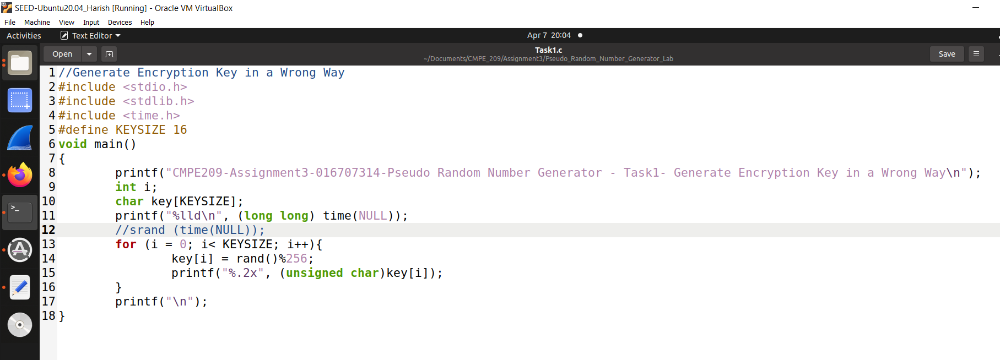 SEED-Ubuntu20.04_Harish [Running] - Oracle VM VirtualBox
File Machine View Input Devices Help
Activities Text Editor Apr 7 20:04
Open Task1.c Save
~/Documents/CMPE_209/Assignment3/Pseudo_Random_Number_Generator_Lab
1 //Generate Encryption Key in a Wrong Way
2 #include <stdio.h>
3 #include <stdlib.h>
4 #include <time.h>
5 #define KEYSIZE 16
6 void main()
7 {
8 printf("CMPE209-Assignment3-016707314-Pseudo Random Number Generator - Task1- Generate Encryption Key in a Wrong Way\n");
9 int i;
10 char key[KEYSIZE];
11 printf("%lld\n", (long long) time(NULL));
12 //srand (time(NULL));
13 for (i = 0; i< KEYSIZE; i++){
14 key[i] = rand()%256;
15 printf("%.2x", (unsigned char)key[i]);
16 }
17 printf("\n");
18 }